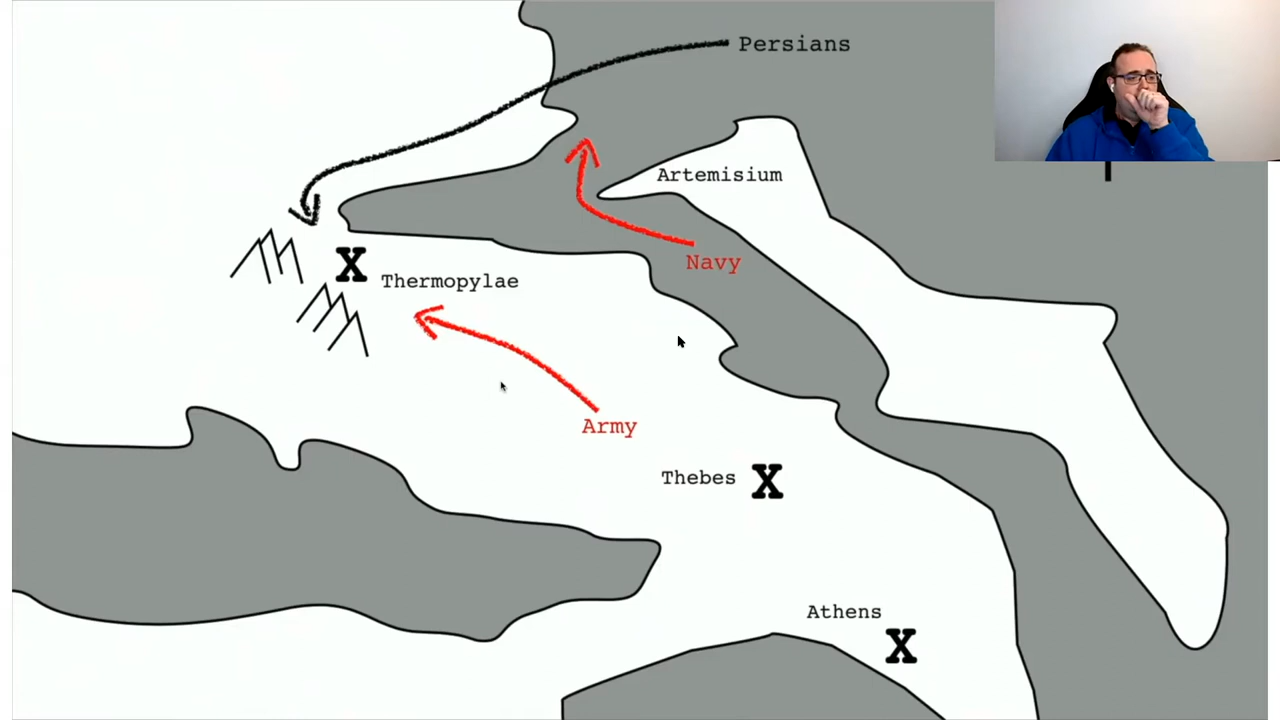 Persians
Artemisium
Navy
X
Thermopylae
Army
Thebes X
Athens
X